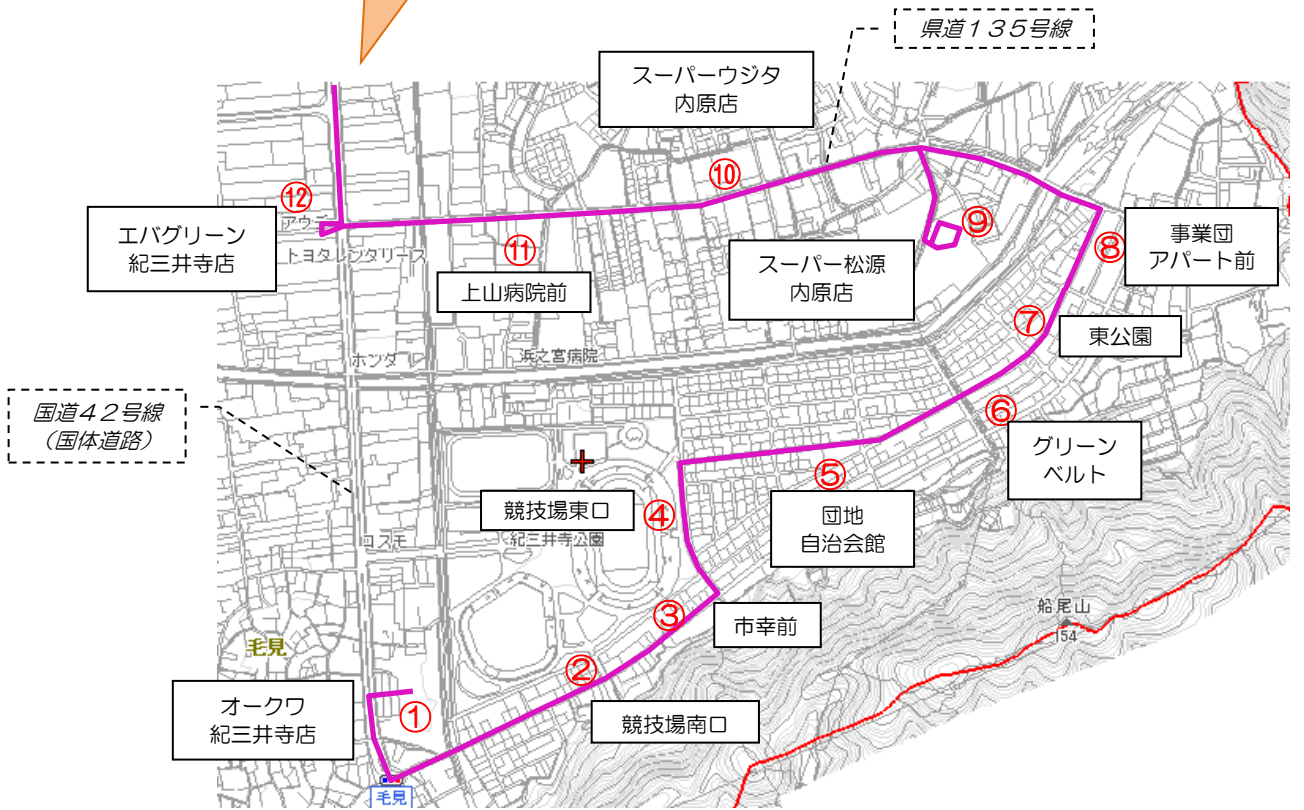 県道１３５号線
スーパーウジタ
内原店
⑩
⑫
アウディ
エバグリーン
紀三井寺店
トヨタレンタリース
⑪
上山病院前
⑨
スーパー松源
内原店
⑧
事業団
アパート前
⑦
東公園
ホンダ
浜之宮病院
国道４２号線
（国体道路）
⑥
グリーン
ベルト
⑤
団地
自治会館
競技場東口
④
紀三井寺公園
コスモ
③
市幸前
船尾山
154
毛見
②
競技場南口
オークワ
紀三井寺店
①
毛見